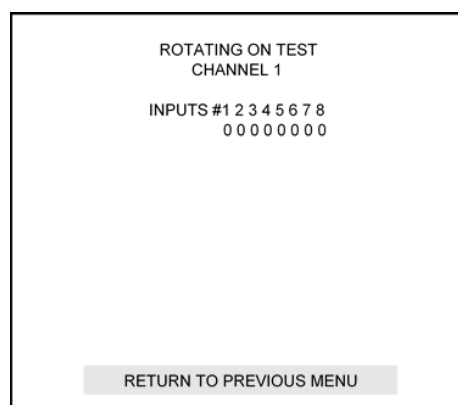 ROTATING ON TEST
CHANNEL 1
INPUTS #1 2 3 4 5 6 7 8
0 0 0 0 0 0 0 0
RETURN TO PREVIOUS MENU